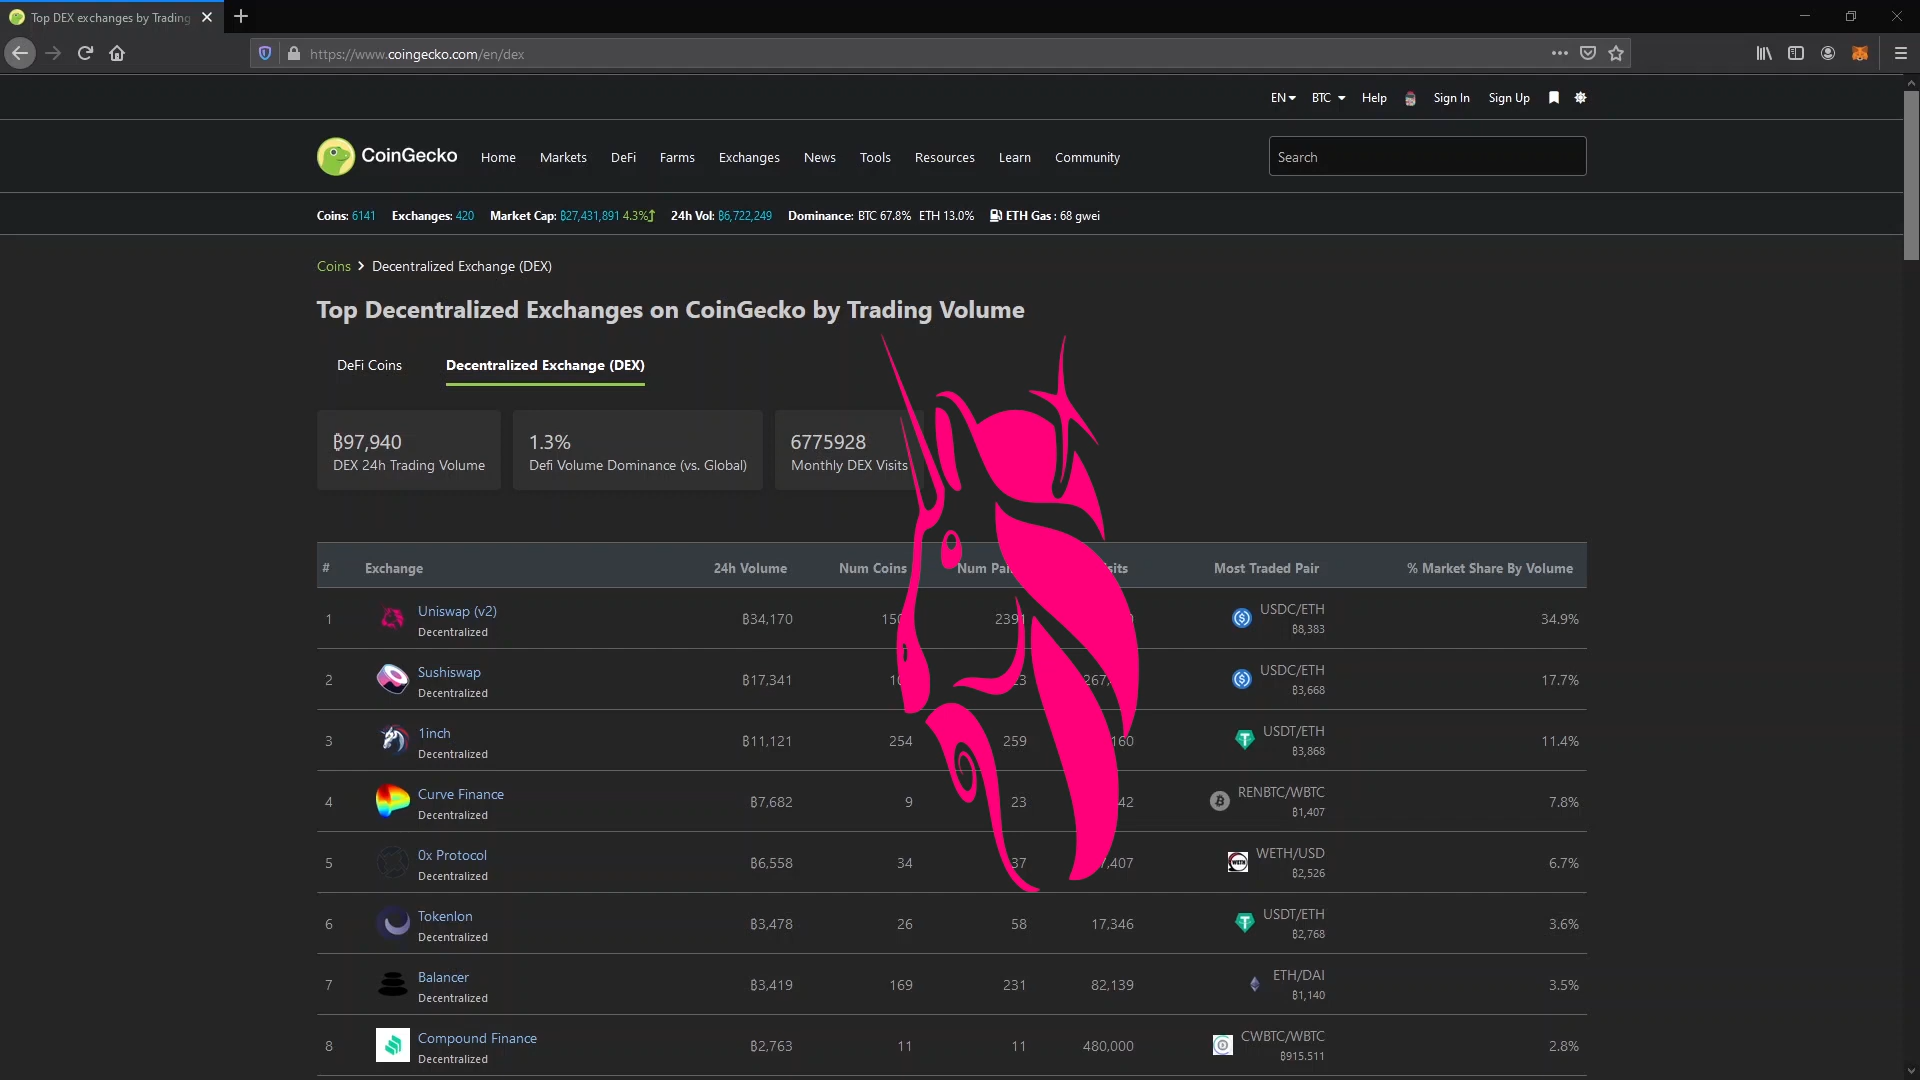 Top DEX exchanges by Trading
https://www.coingecko.com/en/dex
EN BTC Help Sign In Sign Up
CoinGecko Home Markets DeFi Farms Exchanges News Tools Resources Learn Community Search
Coins: 6141 Exchanges: 420 Market Cap: ₿27,431,891 4.3% 24h Vol: ₿6,722,249 Dominance: BTC 67.8% ETH 13.0% ETH Gas : 68 gwei
Coins Decentralized Exchange (DEX)
Top Decentralized Exchanges on CoinGecko by Trading Volume
DeFi Coins Decentralized Exchange (DEX)
₿97,940 1.3% 6775928
DEX 24h Trading Volume Defi Volume Dominance (vs. Global) Monthly DEX Visits
# Exchange 24h Volume Num Coins Num Most Traded Pair % Market Share By Volume
1 Uniswap (v2) ₿34,170 2391 USDC/ETH 34.9%
Decentralized ₿8,383
2 Sushiswap ₿17,341 USDC/ETH 17.7%
Decentralized ₿3,668
3 1inch ₿11,121 254 259 USDT/ETH 11.4%
Decentralized ₿3,868
4 Curve Finance ₿7,682 9 23 RENBTC/WBTC 7.8%
Decentralized ₿1,407
5 0x Protocol ₿6,558 34 37 WETH/USD 6.7%
Decentralized ₿2,526
6 Tokenlon ₿3,478 26 58 17,346 USDT/ETH 3.6%
Decentralized ₿2,768
7 Balancer ₿3,419 169 231 82,139 ETH/DAI 3.5%
Decentralized ₿1,140
8 Compound Finance ₿2,763 11 11 480,000 CWBTC/WBTC 2.8%
Decentralized ₿915.511